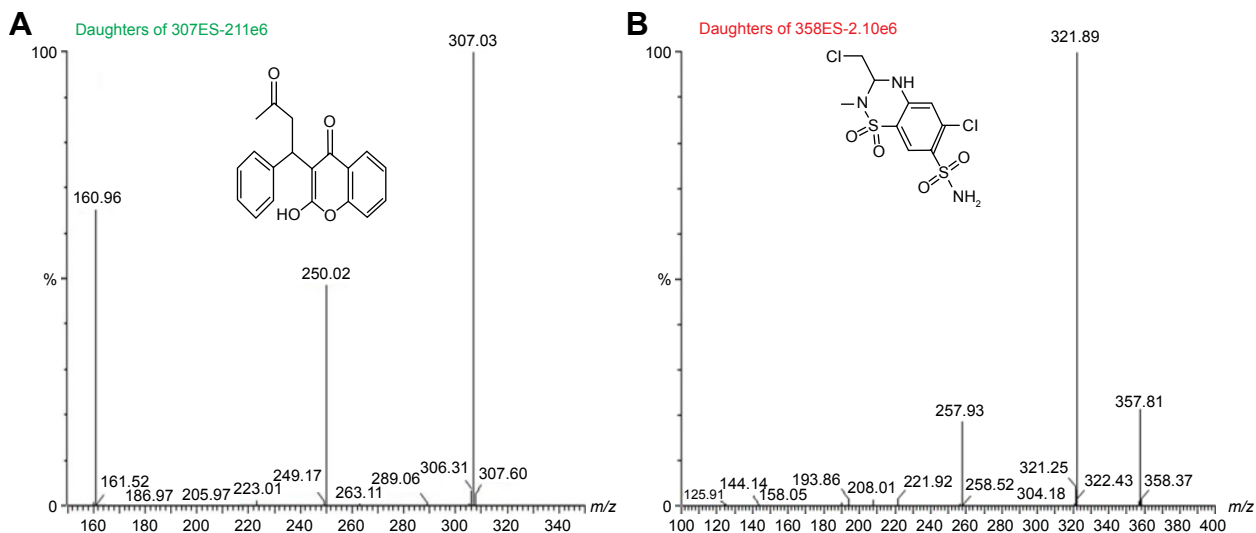 A
Daughters of 307ES-211e6
100
%
0
307.03
160.96
250.02
161.52
186.97
205.97
223.01
249.17
263.11
289.06
306.31
307.60
O
O
HO
O
160 180 200 220 240 260 280 300 320 340
m/z
B
Daughters of 358ES-2.10e6
100
%
0
321.89
357.81
257.93
125.91
144.14
158.05
193.86
208.01
221.92
258.52
304.18
321.25
322.43
358.37
Cl
NH
N
S
O
O
Cl
O
S
O
NH2
100 120 140 160 180 200 220 240 260 280 300 320 340 360 380 400
m/z